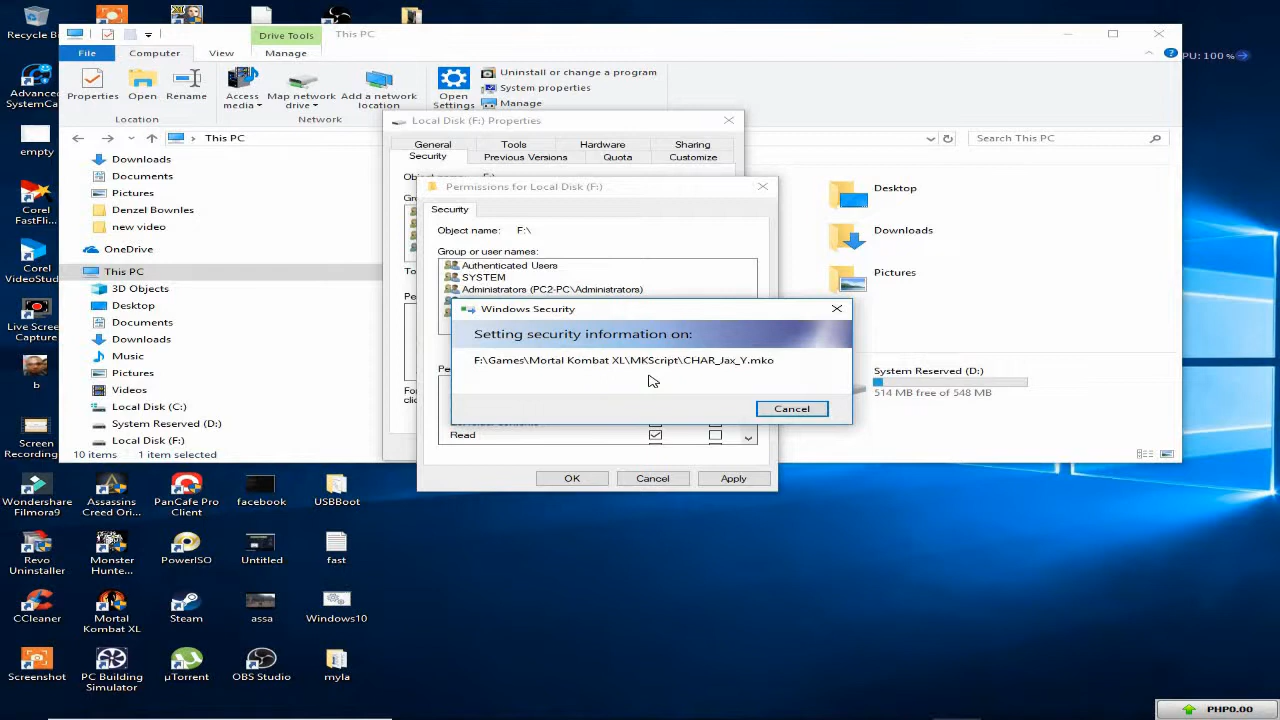 Recycle B
Drive Tools
This PC
File
Computer
View
Manage
PU: 100 %
Properties
Open
Rename
Access media
Map network drive
Add a network location
Open Settings
Uninstall or change a program
System properties
Manage
Location
Network
This PC
Search This PC
Advanced SystemCa
empty
Corel FastFli...
Corel VideoStud
Live Screen Capture
b
Screen Recording
Downloads
Documents
Pictures
Denzel Bownles
new video
OneDrive
This PC
3D Objects
Desktop
Documents
Downloads
Music
Pictures
Videos
Local Disk (C:)
System Reserved (D:)
Local Disk (F:)
10 items
1 item selected
Local Disk (F:) Properties
General
Tools
Hardware
Sharing
Security
Previous Versions
Quota
Customize
Permissions for Local Disk (F:)
Security
Object name: F:\
Group or user names:
Authenticated Users
SYSTEM
Administrators (PC2-PC\Administrators)
Windows Security
Setting security information on:
F:\Games\Mortal Kombat XL\MKScript\CHAR_Jax_Y.mko
Cancel
Read
OK
Cancel
Apply
Desktop
Downloads
Pictures
System Reserved (D:)
514 MB free of 548 MB
Wondershare Filmora9
Assassins Creed Ori...
PanCafe Pro Client
facebook
USBBoot
Revo Uninstaller
Monster Hunte...
PowerISO
Untitled
fast
CCleaner
Mortal Kombat XL
Steam
assa
Windows10
Screenshot
PC Building Simulator
µTorrent
OBS Studio
myla
PHP0.00